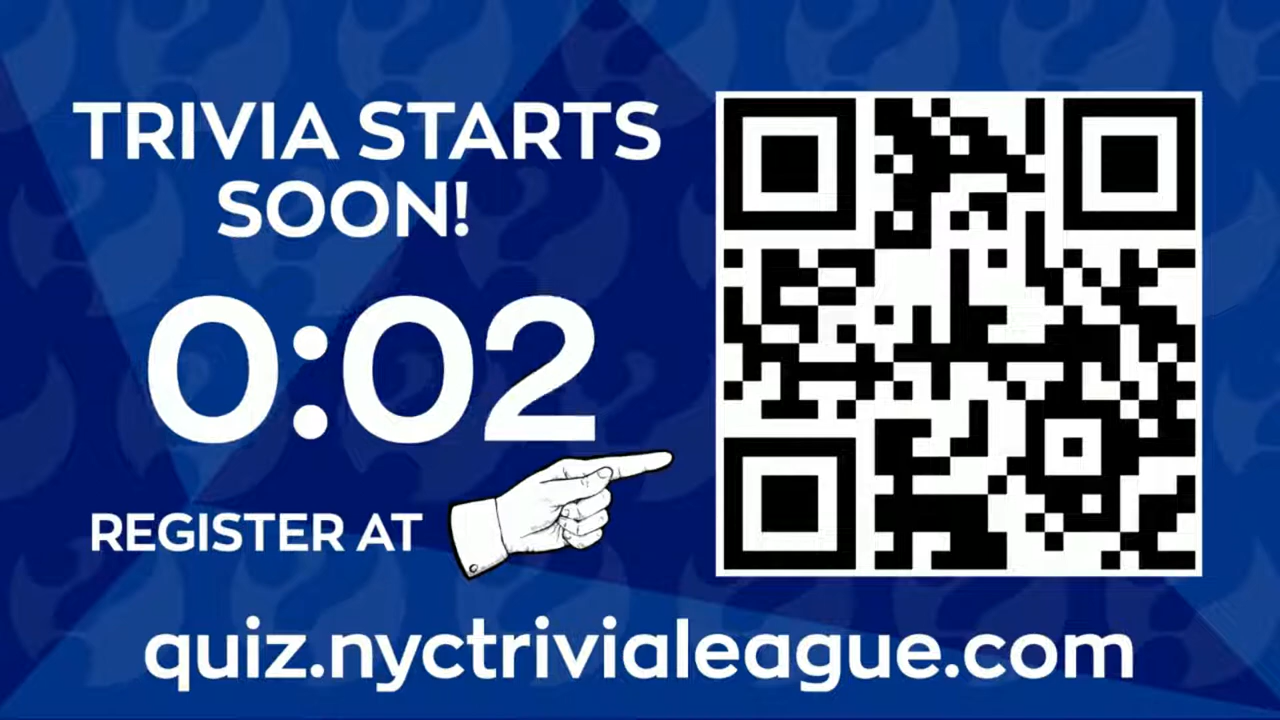 TRIVIA STARTS
SOON!
0:02
REGISTER AT
quiz.nyctrivialeague.com